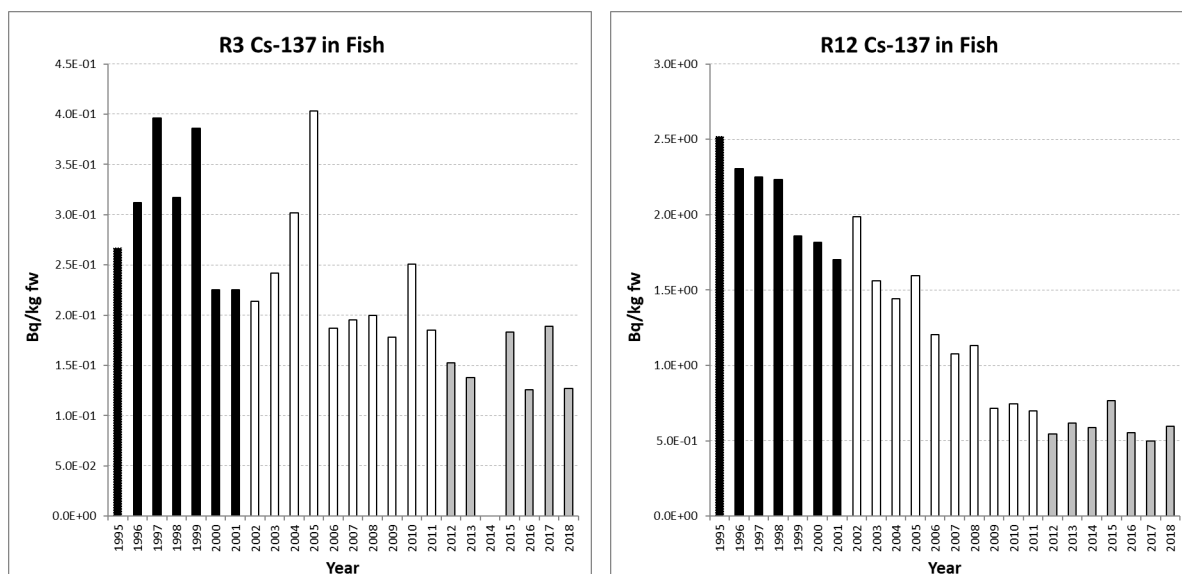 R3 Cs-137 in Fish
4.5E-01
4.0E-01
3.5E-01
3.0E-01
2.5E-01
2.0E-01
1.5E-01
1.0E-01
5.0E-02
0.0E+00
Bq/kg fw
1995 1996 1997 1998 1999 2000 2001 2002 2003 2004 2005 2006 2007 2008 2009 2010 2011 2012 2013 2014 2015 2016 2017 2018
Year
R12 Cs-137 in Fish
3.0E+00
2.5E+00
2.0E+00
1.5E+00
1.0E+00
5.0E-01
0.0E+00
Bq/kg fw
1995 1996 1997 1998 1999 2000 2001 2002 2003 2004 2005 2006 2007 2008 2009 2010 2011 2012 2013 2014 2015 2016 2017 2018
Year